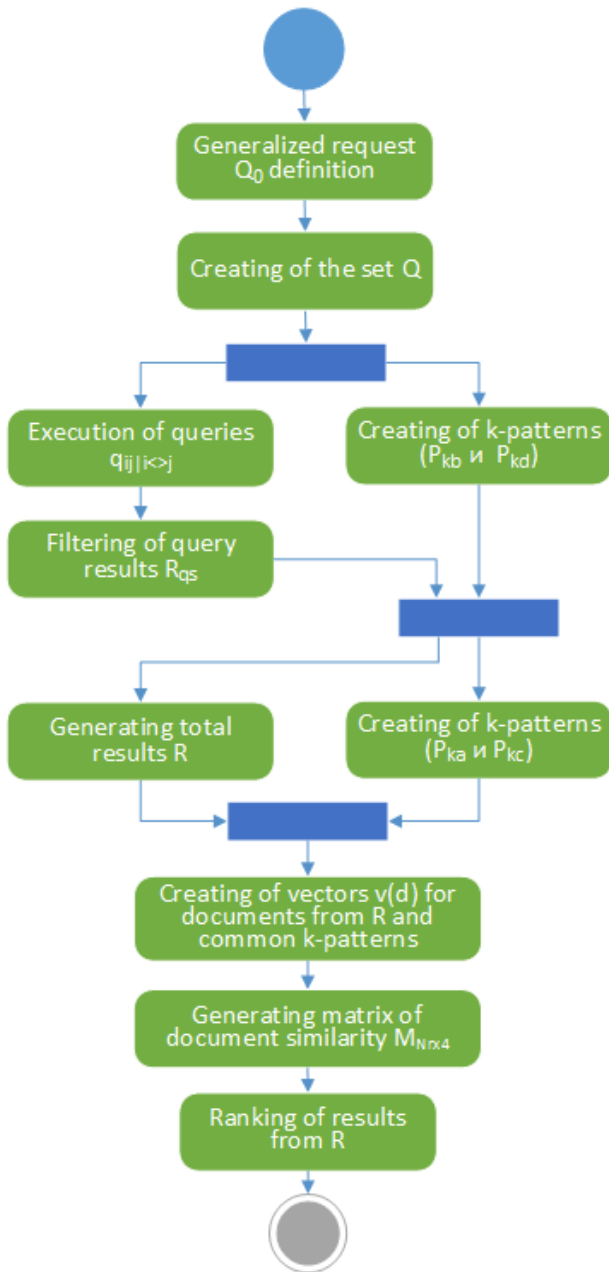 Generalized request
Q₀ definition
Creating of the set Q
Execution of queries
qᵢⱼ|ᵢ<>ⱼ
Creating of k-patterns
(Pkb и Pkd)
Filtering of query
results Rqs
Generating total
results R
Creating of k-patterns
(Pka и Pkc)
Creating of vectors v(d) for
documents from R and
common k-patterns
Generating matrix of
document similarity MNrx4
Ranking of results
from R